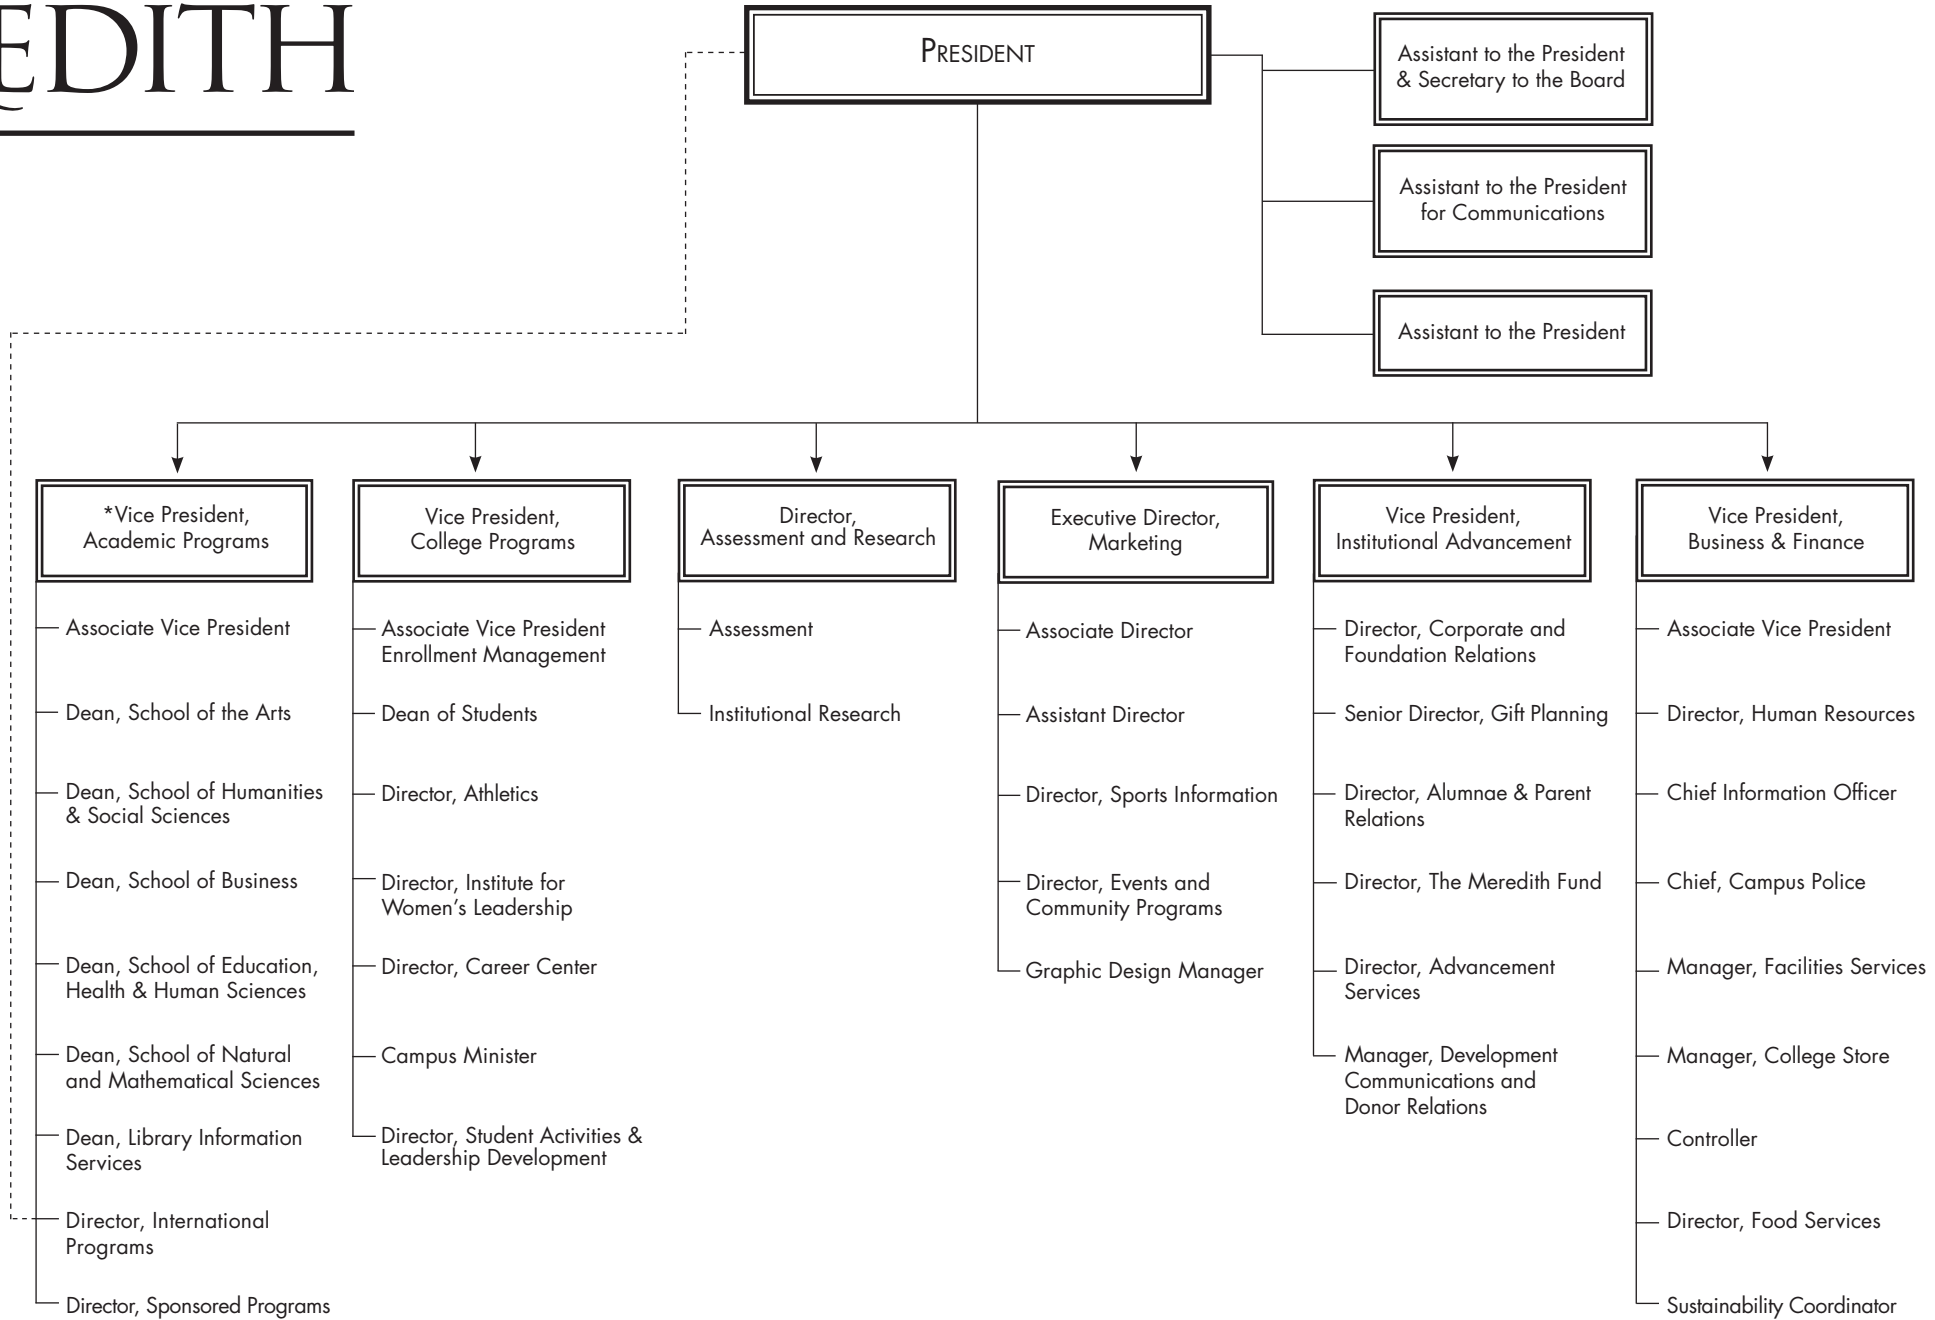 EDITH
PRESIDENT
Assistant to the President
& Secretary to the Board
Assistant to the President
for Communications
Assistant to the President
*Vice President,
Academic Programs
Associate Vice President
Dean, School of the Arts
Dean, School of Humanities
& Social Sciences
Dean, School of Business
Dean, School of Education,
Health & Human Sciences
Dean, School of Natural
and Mathematical Sciences
Dean, Library Information
Services
Director, International
Programs
Director, Sponsored Programs
Vice President,
College Programs
Associate Vice President
Enrollment Management
Dean of Students
Director, Athletics
Director, Institute for
Women's Leadership
Director, Career Center
Campus Minister
Director, Student Activities &
Leadership Development
Director,
Assessment and Research
Assessment
Institutional Research
Executive Director,
Marketing
Associate Director
Assistant Director
Director, Sports Information
Director, Events and
Community Programs
Graphic Design Manager
Vice President,
Institutional Advancement
Director, Corporate and
Foundation Relations
Senior Director, Gift Planning
Director, Alumnae & Parent
Relations
Director, The Meredith Fund
Director, Advancement
Services
Manager, Development
Communications and
Donor Relations
Vice President,
Business & Finance
Associate Vice President
Director, Human Resources
Chief Information Officer
Chief, Campus Police
Manager, Facilities Services
Manager, College Store
Controller
Director, Food Services
Sustainability Coordinator